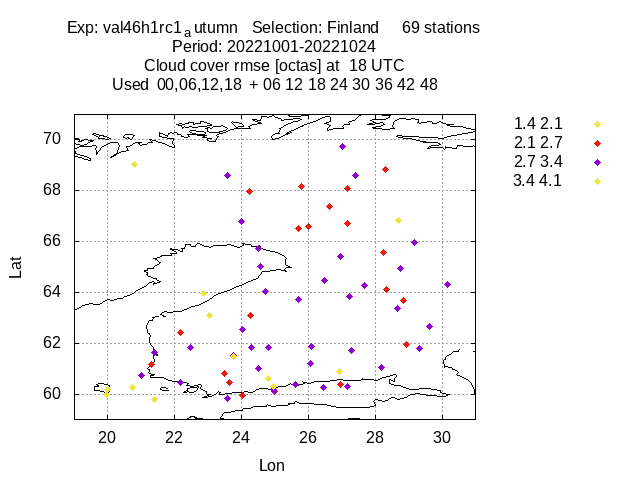 Exp: val46h1rc1autumn   Selection: Finland     69 stations
Period: 20221001-20221024
Cloud cover rmse [octas] at  18 UTC
Used  00,06,12,18  + 06 12 18 24 30 36 42 48
1.4 2.1
2.1 2.7
2.7 3.4
3.4 4.1
70
68
66
64
62
60
Lat
20 22 24 26 28 30
Lon